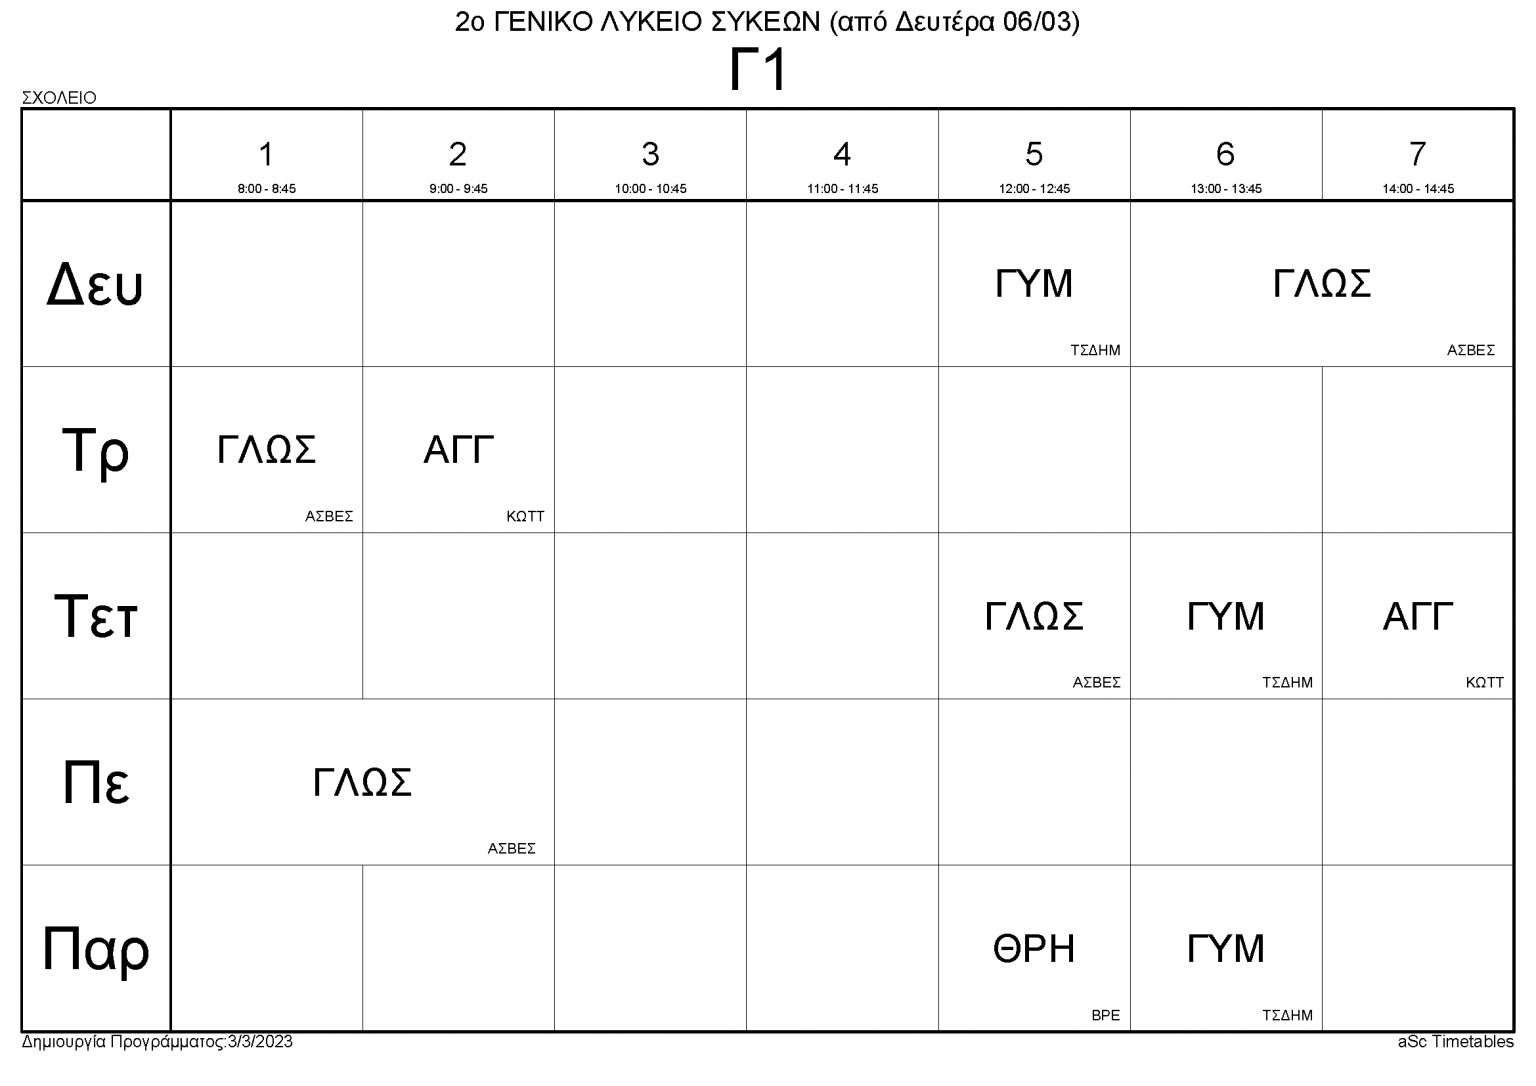 2ο ΓΕΝΙΚΟ ΛΥΚΕΙΟ ΣΥΚΕΩΝ (από Δευτέρα 06/03)
Γ1
ΣΧΟΛΕΙΟ
1 2 3 4 5 6 7
8:00 - 8:45 9:00 - 9:45 10:00 - 10:45 11:00 - 11:45 12:00 - 12:45 13:00 - 13:45 14:00 - 14:45
Δευ ΓΥΜ ΓΛΩΣ
ΤΣΔΗΜ ΑΣΒΕΣ
Τρ ΓΛΩΣ ΑΓΓ
ΑΣΒΕΣ ΚΩΤΤ
Τετ ΓΛΩΣ ΓΥΜ ΑΓΓ
ΑΣΒΕΣ ΤΣΔΗΜ ΚΩΤΤ
Πε ΓΛΩΣ
ΑΣΒΕΣ
Παρ ΘΡΗ ΓΥΜ
ΒΡΕ ΤΣΔΗΜ
Δημιουργία Προγράμματος:3/3/2023 aSc Timetables